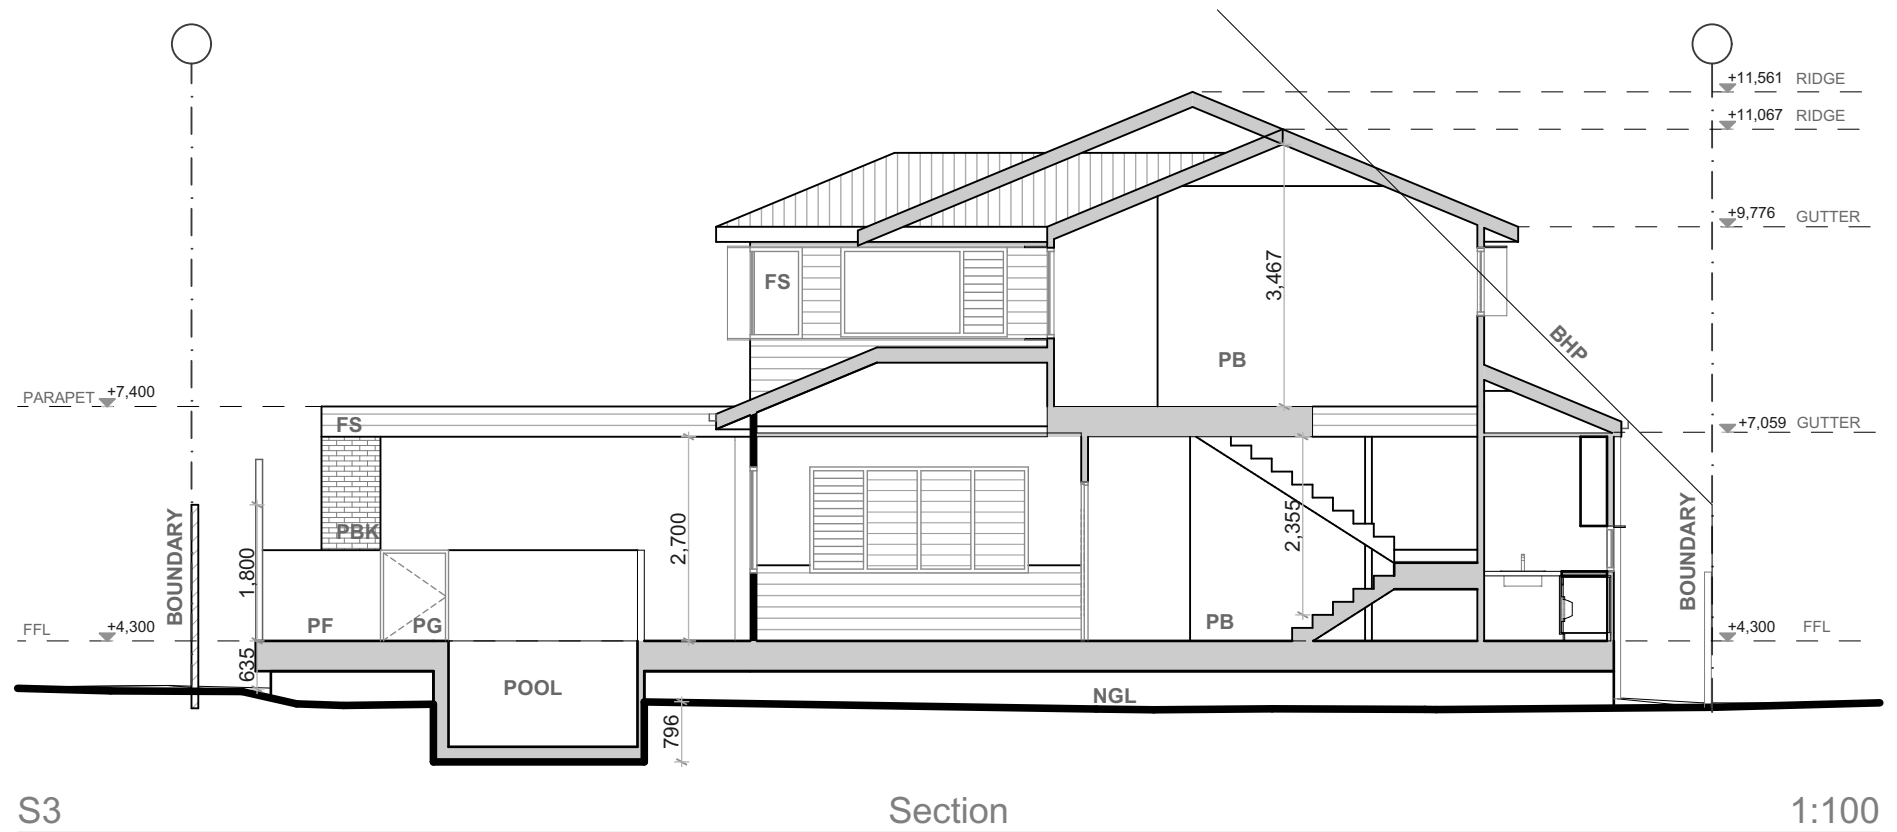 +11,561 RIDGE
+11,067 RIDGE
+9,776 GUTTER
FS
3,467
BHP
PB
PARAPET +7,400
FS
+7,059 GUTTER
PBK
2,700
2,355
BOUNDARY
1,800
BOUNDARY
FFL +4,300
PF
PG
PB
+4,300 FFL
635
POOL
NGL
796
S3
Section
1:100